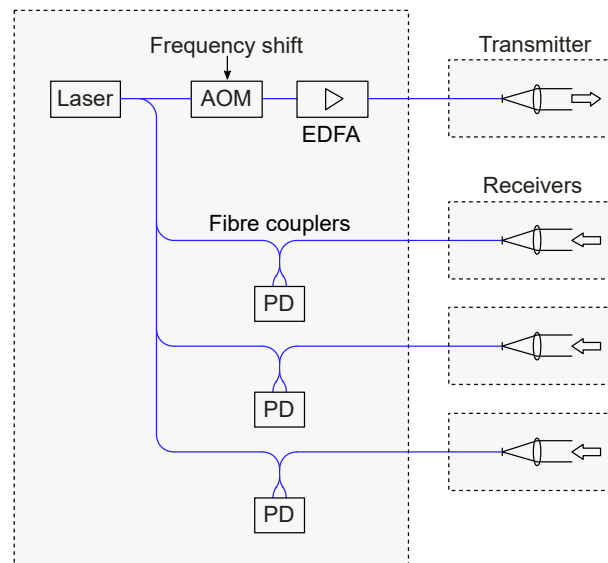 Frequency shift
Transmitter
Laser
AOM
EDFA
Receivers
Fibre couplers
PD
PD
PD